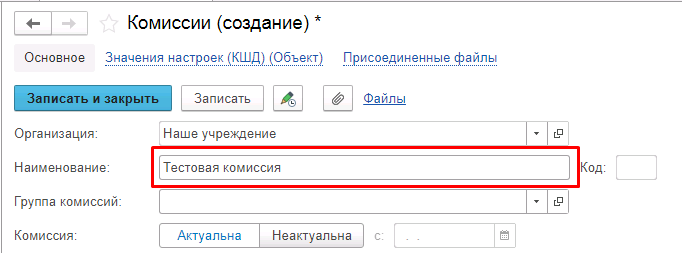 Комиссии (создание) *
Основное Значения настроек (КШД) (Объект) Присоединенные файлы
Записать и закрыть Записать Файлы
Организация: Наше учреждение
Наименование: Тестовая комиссия Код:
Группа комиссий:
Комиссия: Актуальна Неактуальна с: . .